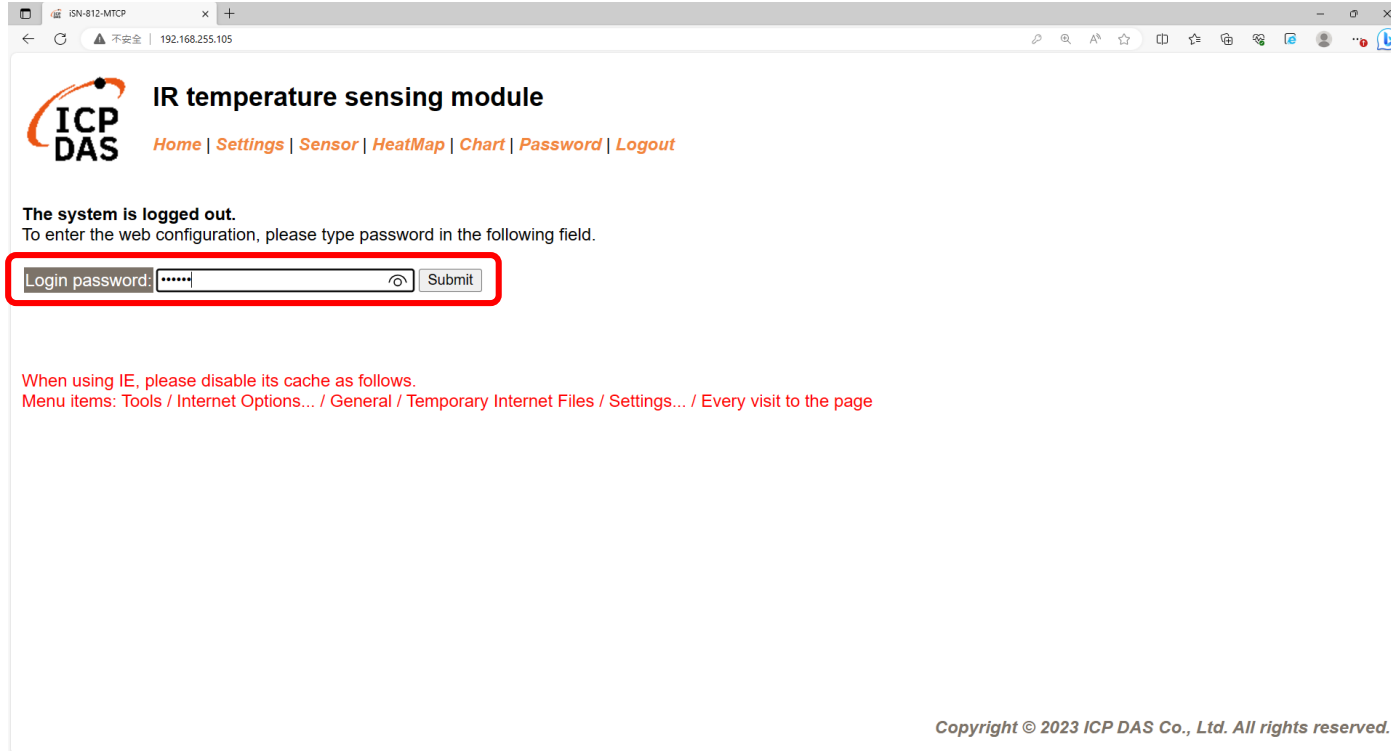 iSN-812-MTCP
不安全 | 192.168.255.105
ICP
DAS
IR temperature sensing module
Home | Settings | Sensor | HeatMap | Chart | Password | Logout
The system is logged out.
To enter the web configuration, please type password in the following field.
Login password: •••••• Submit
When using IE, please disable its cache as follows.
Menu items: Tools / Internet Options... / General / Temporary Internet Files / Settings... / Every visit to the page
Copyright © 2023 ICP DAS Co., Ltd. All rights reserved.